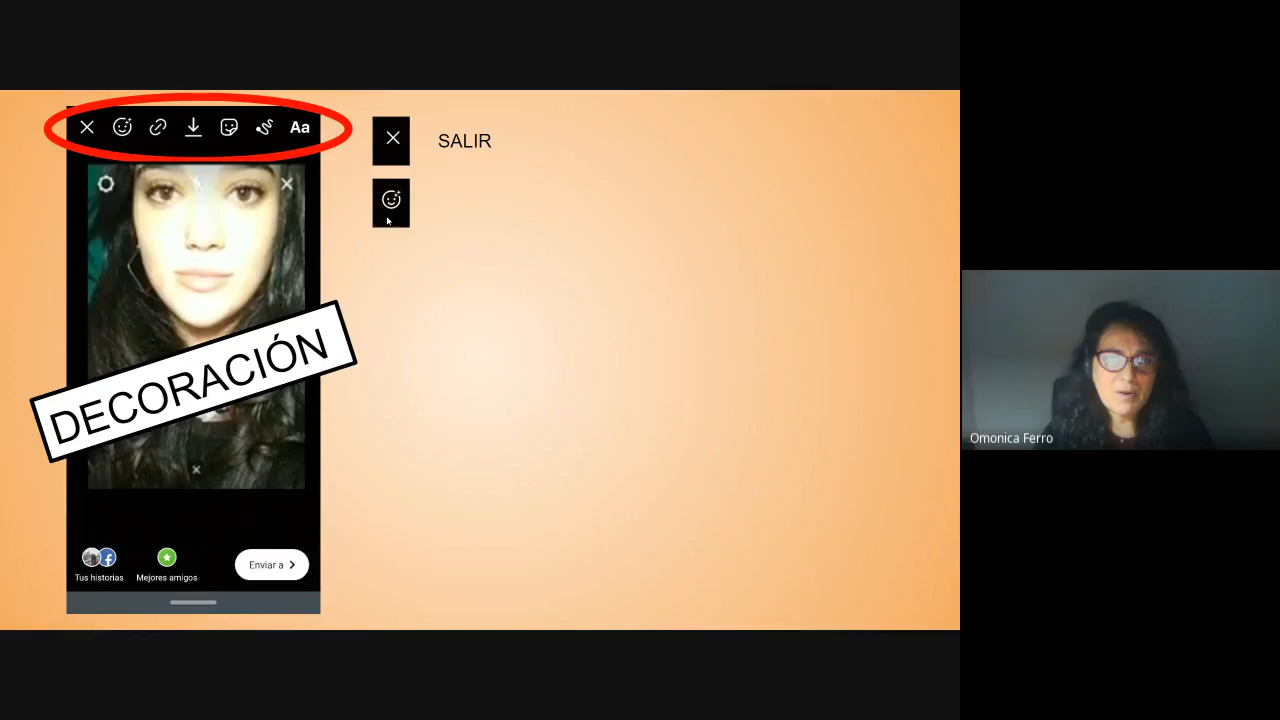 Aa
SALIR
DECORACIÓN
Tus historias
Mejores amigos
Enviar a
Omonica Ferro